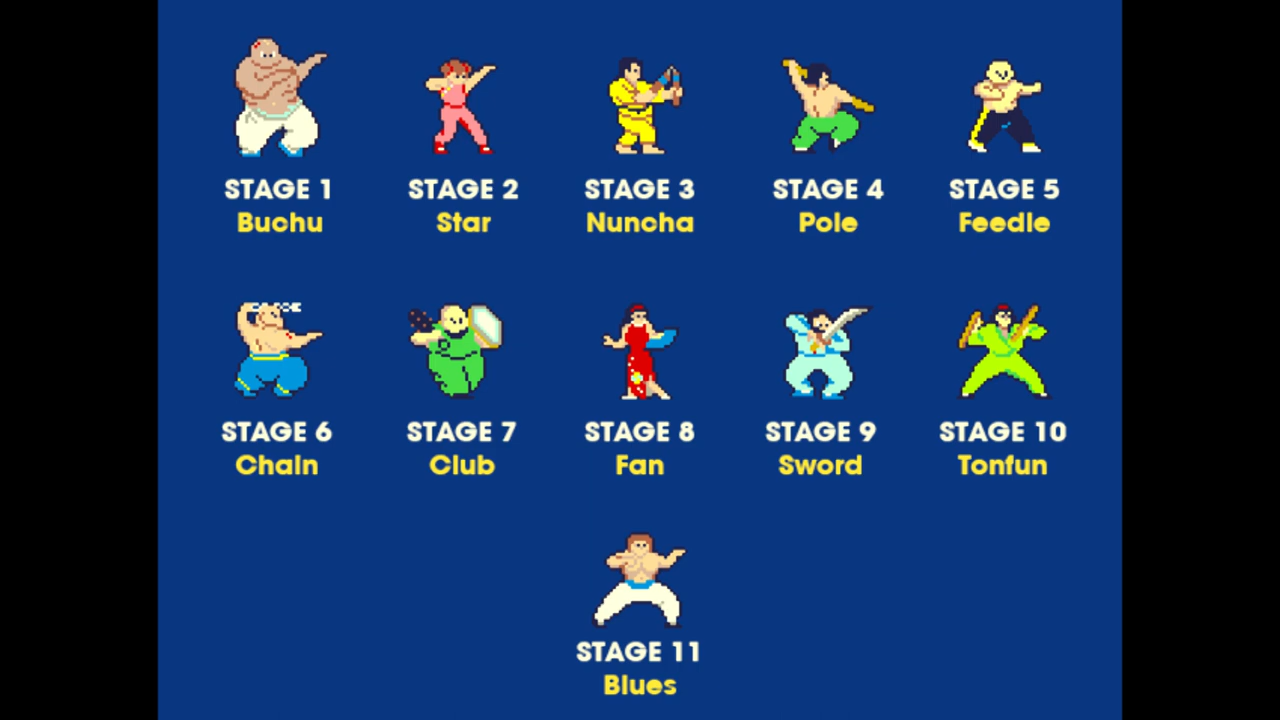 STAGE 1
Buchu
STAGE 2
Star
STAGE 3
Nuncha
STAGE 4
Pole
STAGE 5
Feedle
STAGE 6
Chain
STAGE 7
Club
STAGE 8
Fan
STAGE 9
Sword
STAGE 10
Tonfun
STAGE 11
Blues